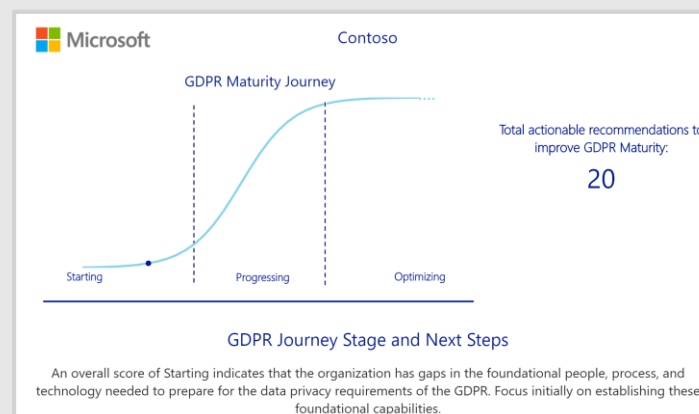 Microsoft
Contoso
GDPR Maturity Journey
Total actionable recommendations to
improve GDPR Maturity:
20
Starting
Progressing
Optimizing
GDPR Journey Stage and Next Steps
An overall score of Starting indicates that the organization has gaps in the foundational people, process, and
technology needed to prepare for the data privacy requirements of the GDPR. Focus initially on establishing these
foundational capabilities.